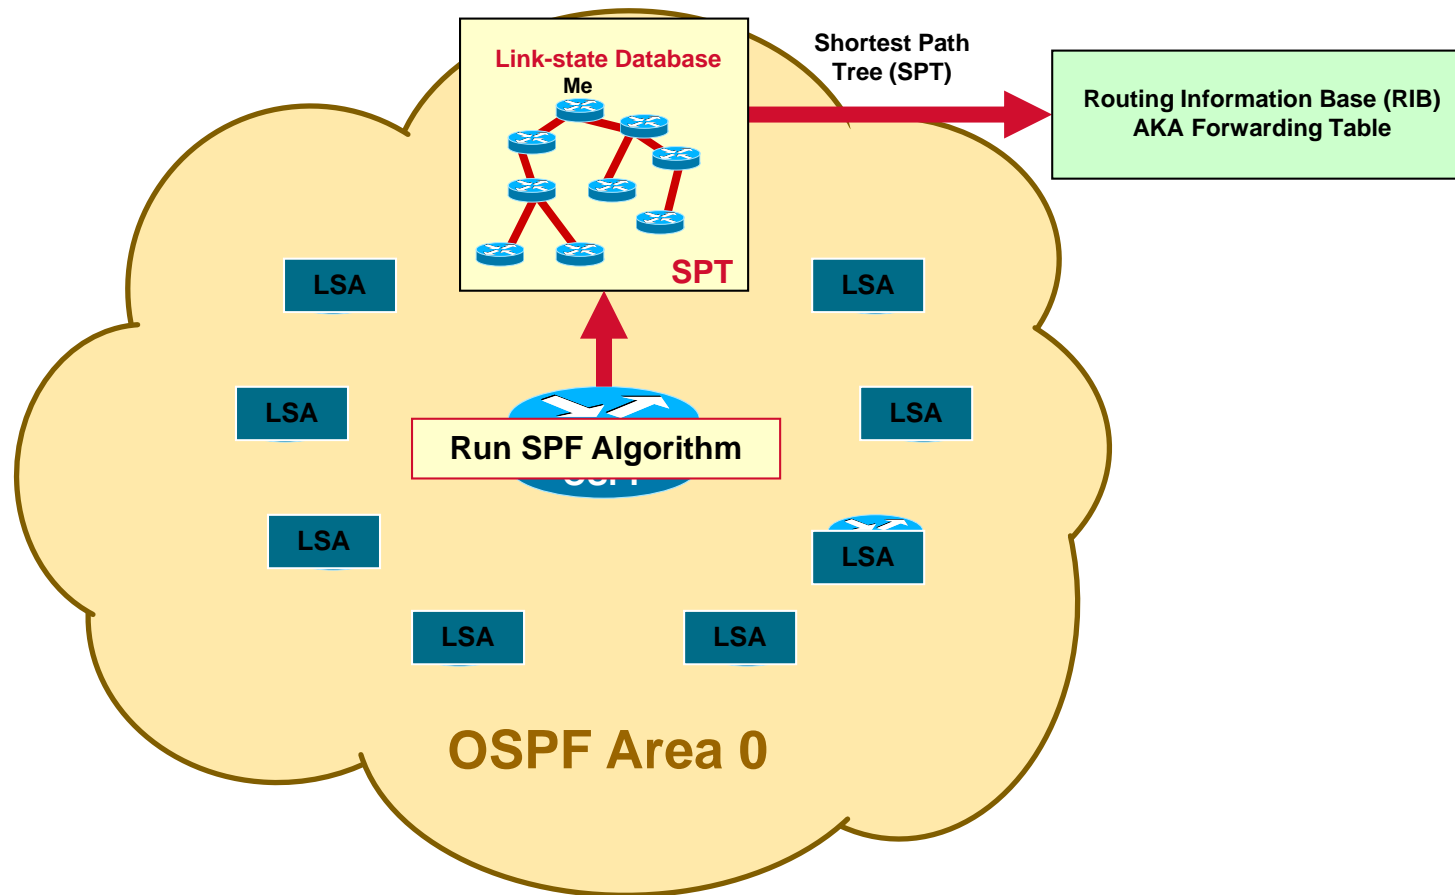 Link-state Database
Me
SPT
Shortest Path
Tree (SPT)
Routing Information Base (RIB)
AKA Forwarding Table
LSA
LSA
LSA
LSA
Run SPF Algorithm
LSA
LSA
LSA
LSA
OSPF Area 0